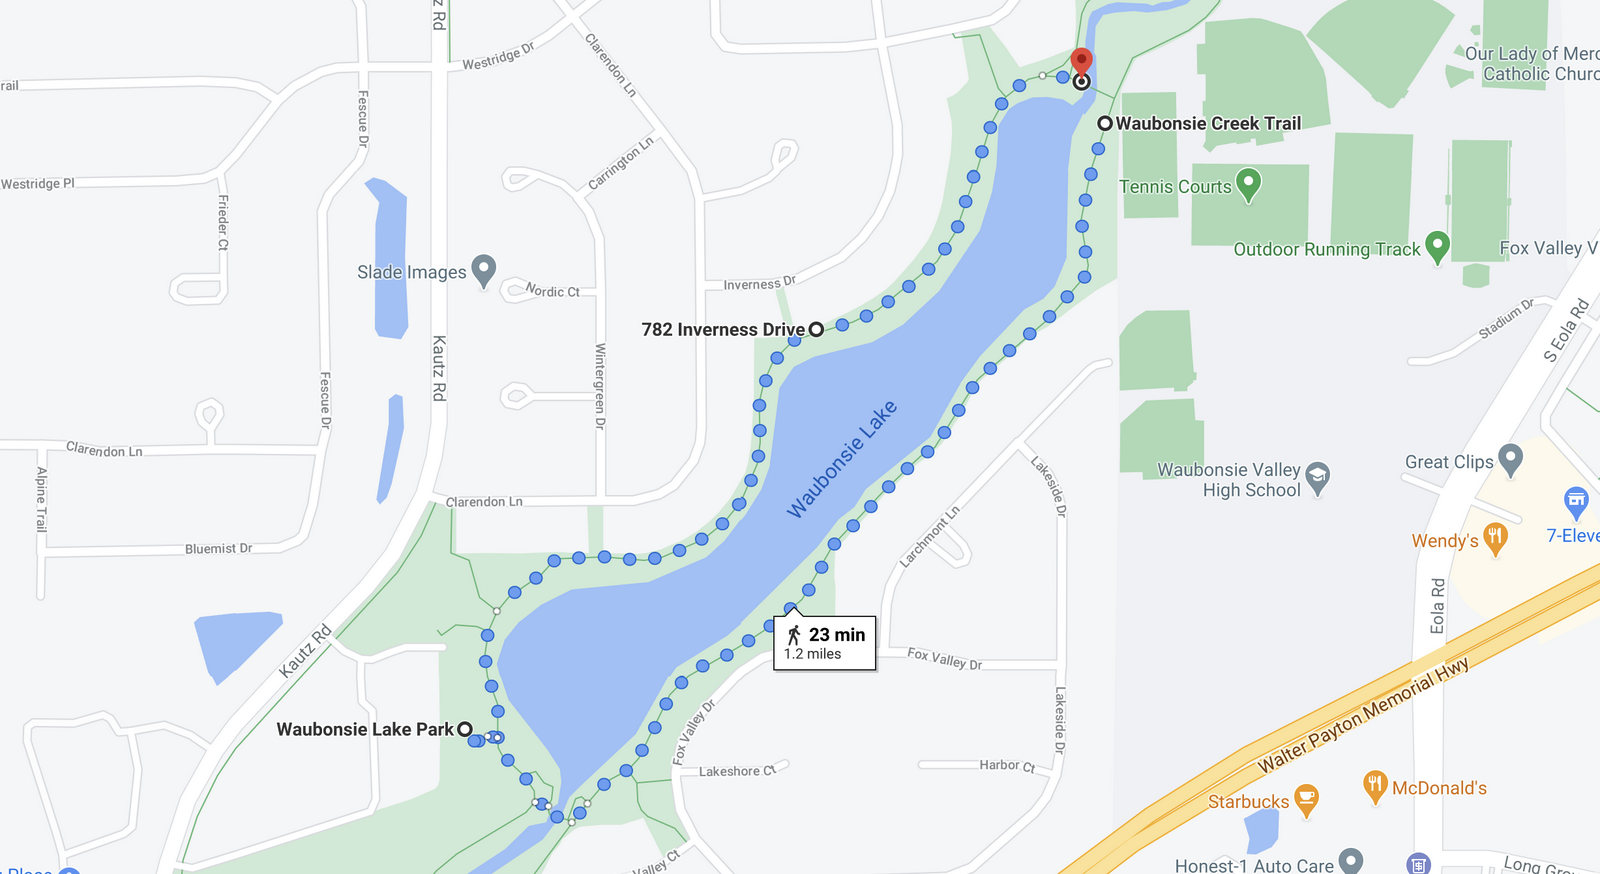 z Rd
Westridge Dr
Clarendon Ln
rail
Fescue Dr
Our Lady of Merc
Catholic Churc
Waubonsie Creek Trail
Carrington Ln
Westridge Pl
Tennis Courts
Frieder Ct
Outdoor Running Track
Fox Valley V
Slade Images
Inverness Dr
Nordic Ct
Stadium Dr
S Eola Rd
782 Inverness Drive
Kautz Rd
Wintergreen Dr
Fescue Dr
Waubonsie Lake
Clarendon Ln
Great Clips
Waubonsie Valley
High School
Lakeside Dr
Alpine Trail
Clarendon Ln
7-Eleve
Wendy's
Larchmont Ln
Bluemist Dr
Eola Rd
23 min
1.2 miles
Kautz Rd
Fox Valley Dr
Walter Payton Memorial Hwy
Waubonsie Lake Park
Fox Valley Dr
Lakeside Dr
Lakeshore Ct
Harbor Ct
McDonald's
Starbucks
Valley Ct
Honest-1 Auto Care
Long Gro
Place